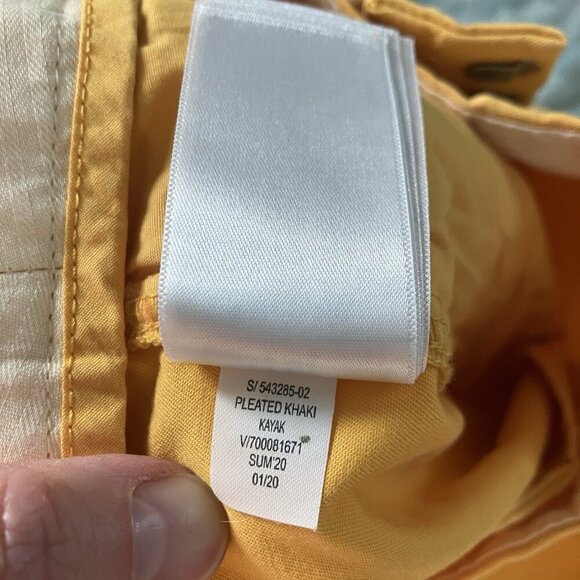 S/ 543285-02
PLEATED KHAKI
KAYAK
V/700081671
SUM'20
01/20